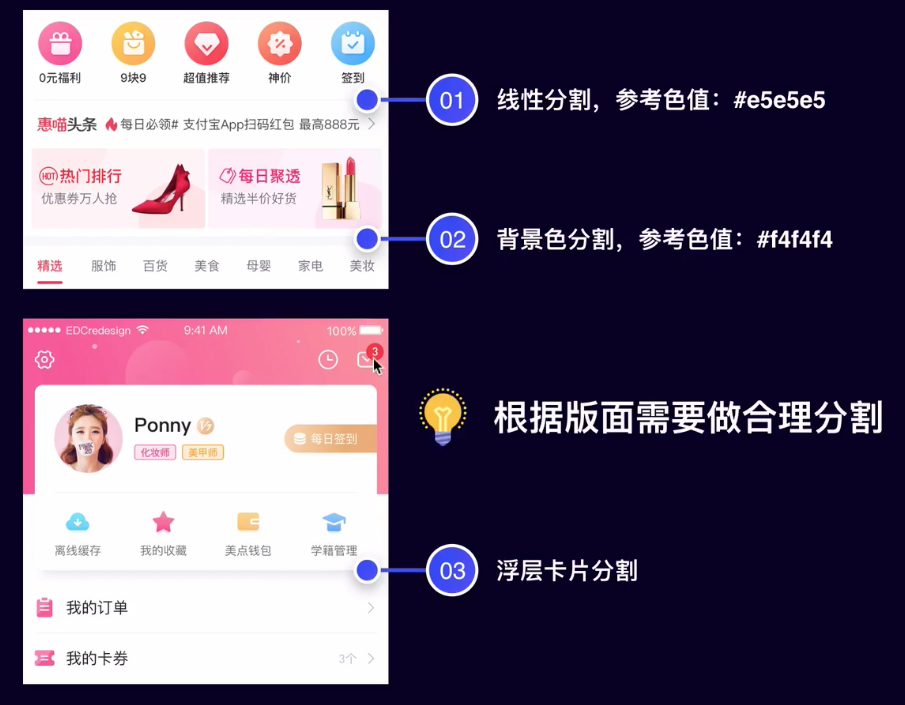 0元福利 9块9 超值推荐 神价 签到
01 线性分割，参考色值：#e5e5e5
惠喵头条 每日必领# 支付宝App扫码红包 最高888元
HOT 热门排行
优惠券万人抢
每日聚透
精选半价好货
02 背景色分割，参考色值：#f4f4f4
精选 服饰 百货 美食 母婴 家电 美妆
EDCredesign 9:41 AM 100%
3
根据版面需要做合理分割
Ponny
每日签到
化妆师 美甲师
离线缓存 我的收藏 美点钱包 学籍管理
03 浮层卡片分割
我的订单
我的卡券 3个